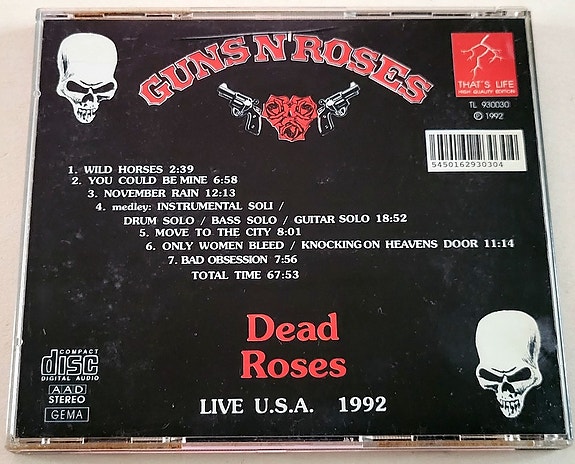 GUNS N' ROSES
THAT'S LIFE
HIGH QUALITY EDITION
TL 930030
℗ 1992
5450162930304
1. WILD HORSES 2:39
2. YOU COULD BE MINE 6:58
3. NOVEMBER RAIN 12:13
4. medley: INSTRUMENTAL SOLI /
DRUM SOLO / BASS SOLO / GUITAR SOLO 18:52
5. MOVE TO THE CITY 8:01
6. ONLY WOMEN BLEED / KNOCKING ON HEAVENS DOOR 11:14
7. BAD OBSESSION 7:56
TOTAL TIME 67:53
Dead
Roses
LIVE U.S.A. 1992
COMPACT
disc
DIGITAL AUDIO
AAD
STEREO
GEMA